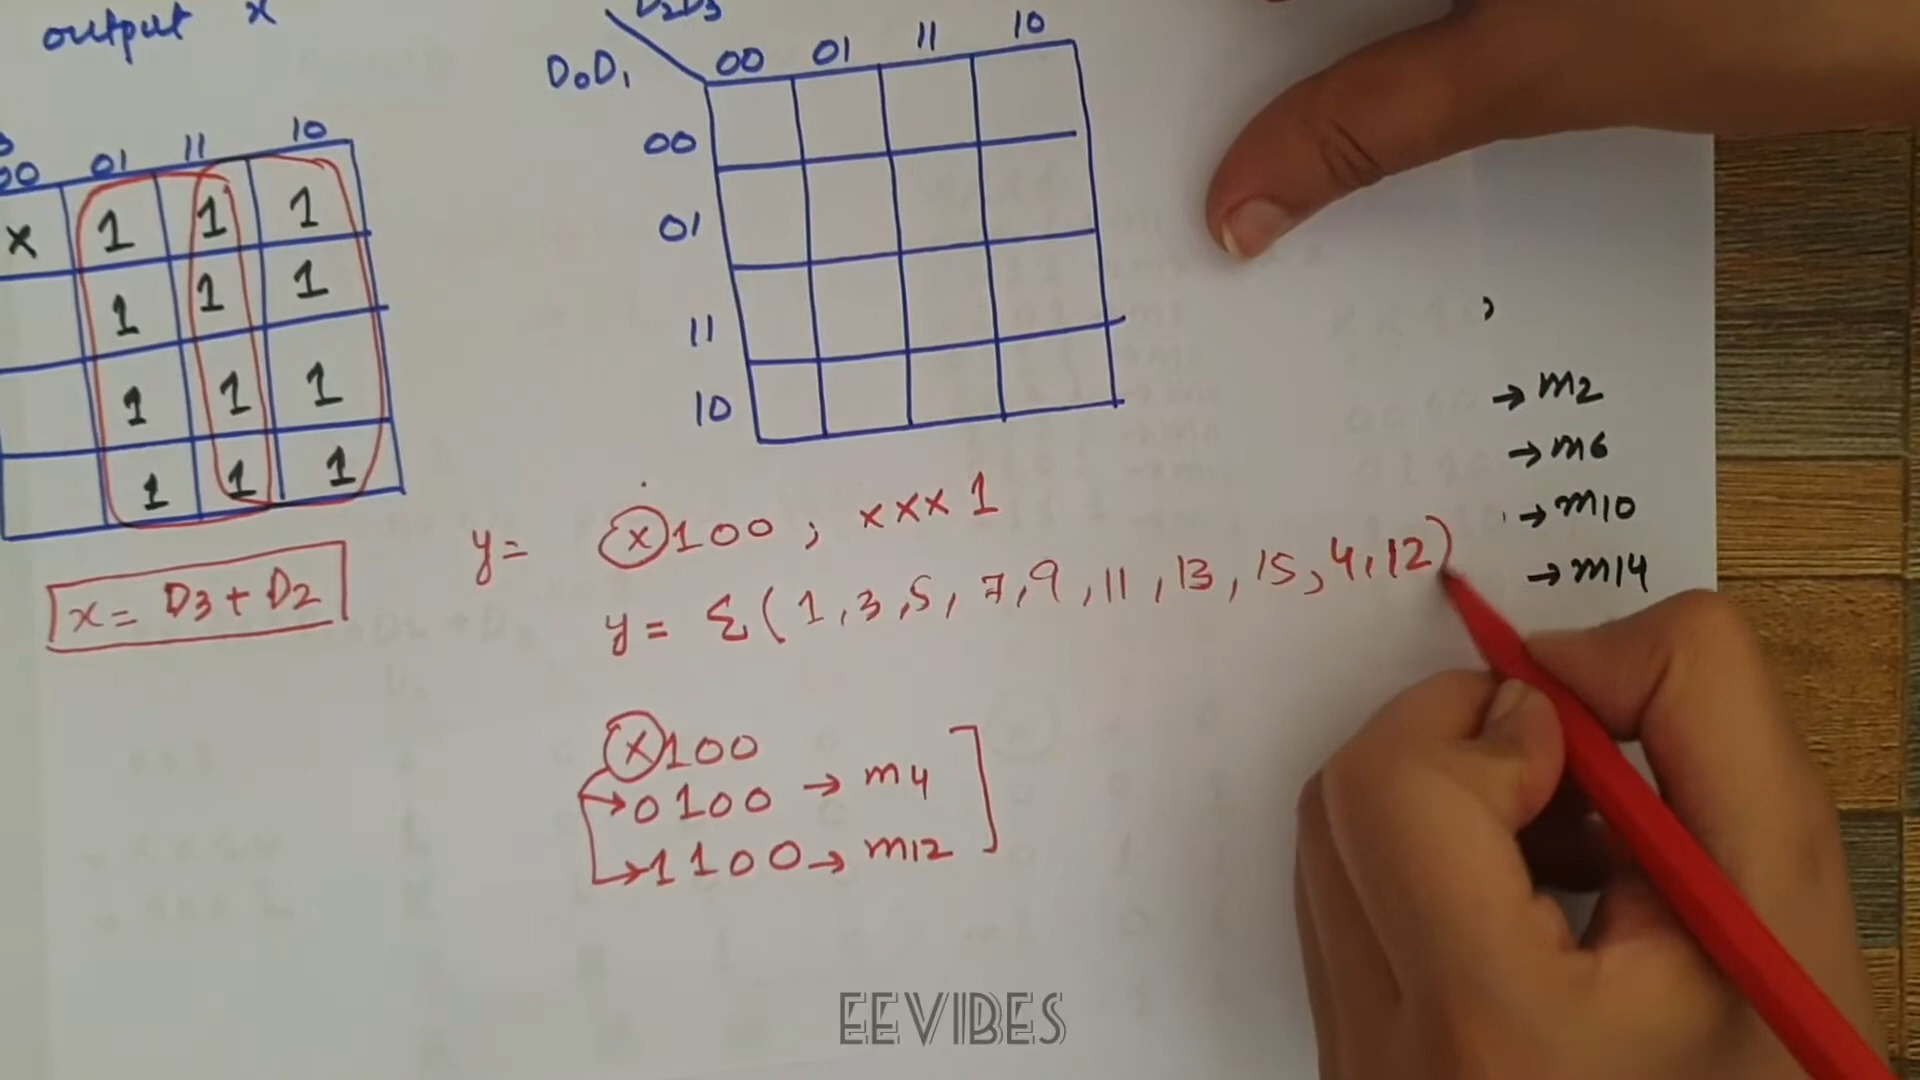 output x
D2D3
D0D1
00 01 11 10
00
01
11
10
00 01 11 10
x 1 1 1
1 1 1
1 1 1
1 1 1
x = D3 + D2
→ m2
→ m6
→ m10
→ m14
y = x100 ; xxx1
y = Σ(1,3,5,7,9,11,13,15,4,12)
x100
→0100 → m4
→1100 → m12
EEVIBES